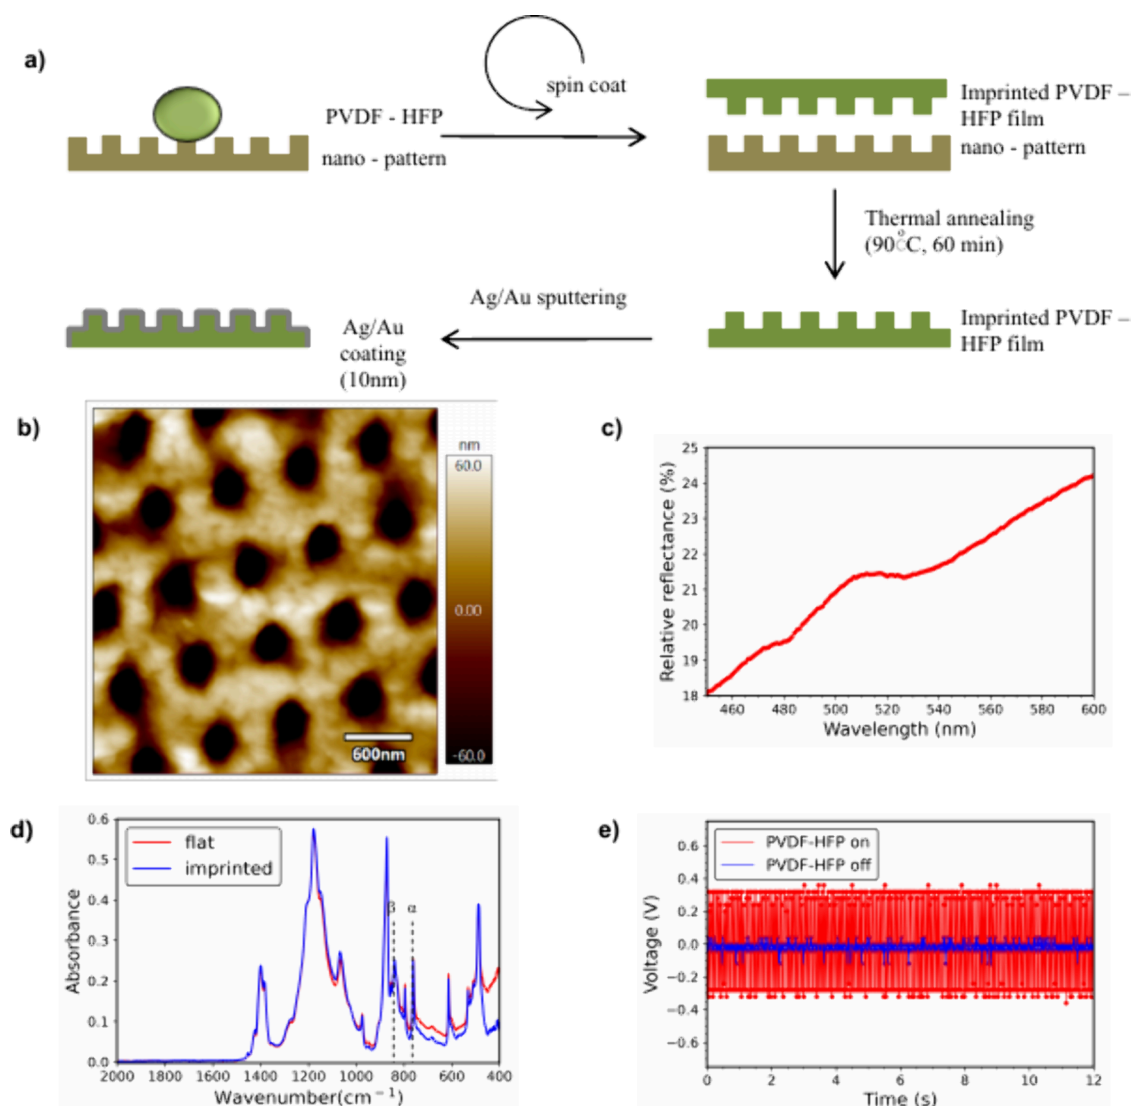 a)
spin coat
PVDF - HFP
nano - pattern
Imprinted PVDF –
HFP film
nano - pattern
Thermal annealing
(90°C, 60 min)
Ag/Au sputtering
Ag/Au
coating
(10nm)
Imprinted PVDF –
HFP film
b)
nm
60.0
0.00
-60.0
600nm
c)
25
24
23
22
21
20
19
18
460 480 500 520 540 560 580 600
Relative reflectance (%)
Wavelength (nm)
d)
flat
imprinted
β α
0.6
0.5
0.4
0.3
0.2
0.1
0.0
2000 1600 1200 1000 800 600 400
Absorbance
Wavenumber(cm⁻¹)
e)
PVDF-HFP on
PVDF-HFP off
0.6
0.4
0.2
0.0
−0.2
−0.4
−0.6
0 2 4 6 8 10 12
Voltage (V)
Time (s)